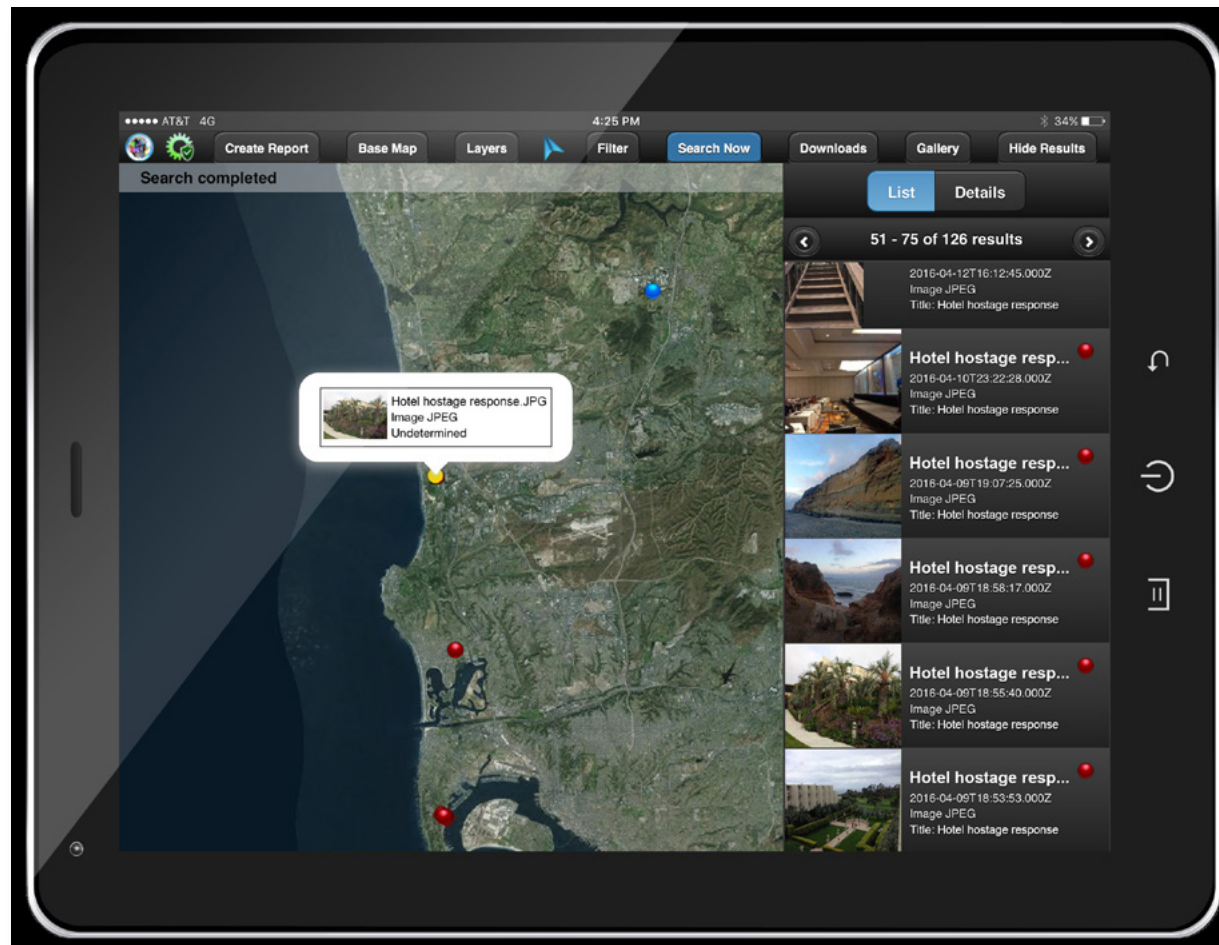 AT&T 4G
4:25 PM
34%
Create Report
Base Map
Layers
Filter
Search Now
Downloads
Gallery
Hide Results
Search completed
List
Details
51 - 75 of 126 results
2016-04-12T16:12:45.000Z
Image JPEG
Title: Hotel hostage response
Hotel hostage resp...
2016-04-10T23:22:28.000Z
Image JPEG
Title: Hotel hostage response
Hotel hostage response.JPG
Image JPEG
Undetermined
Hotel hostage resp...
2016-04-09T19:07:25.000Z
Image JPEG
Title: Hotel hostage response
Hotel hostage resp...
2016-04-09T18:58:17.000Z
Image JPEG
Title: Hotel hostage response
Hotel hostage resp...
2016-04-09T18:55:40.000Z
Image JPEG
Title: Hotel hostage response
Hotel hostage resp...
2016-04-09T18:53:53.000Z
Image JPEG
Title: Hotel hostage response